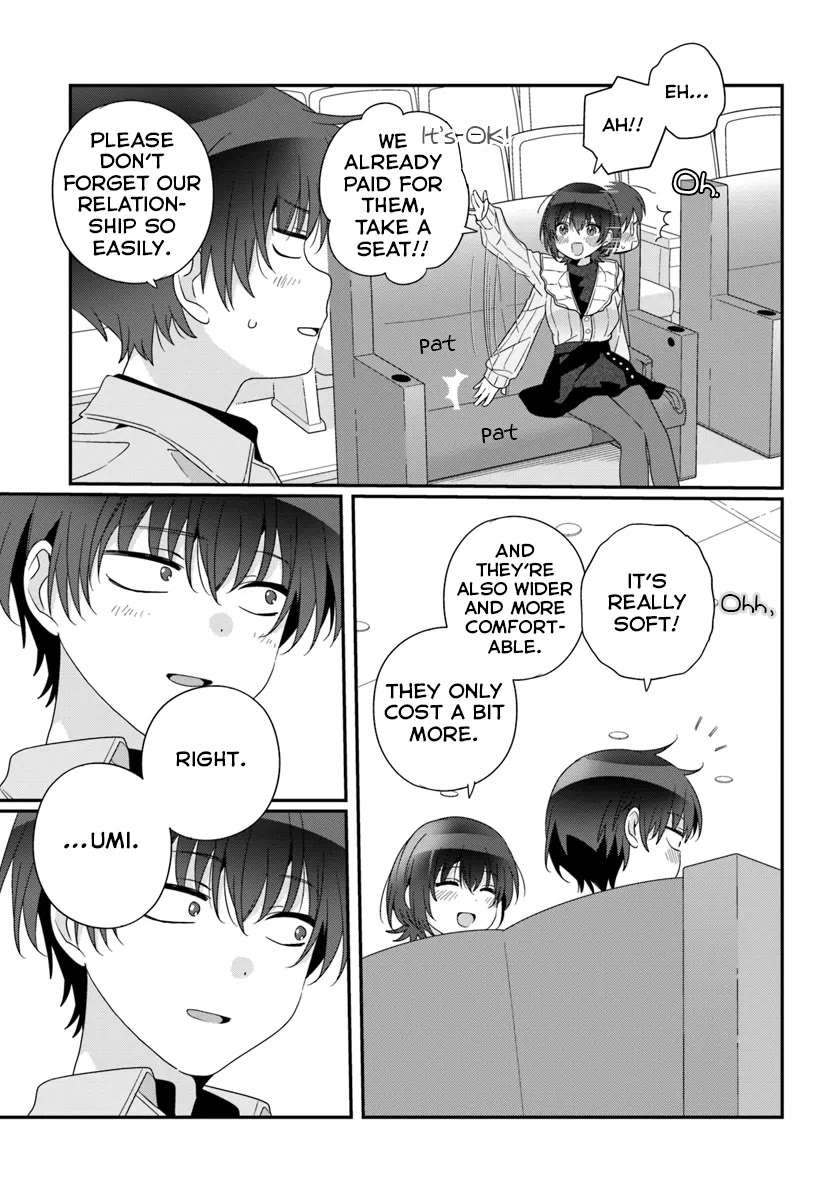 EH...
AH!!
Oh.
It's OK!
WE
ALREADY
PAID FOR
THEM,
TAKE A
SEAT!!
pat
pat
PLEASE
DON'T
FORGET OUR
RELATION-
SHIP SO
EASILY.
Ohh,
IT'S
REALLY
SOFT!
AND
THEY'RE
ALSO WIDER
AND MORE
COMFORT-
ABLE.
THEY ONLY
COST A BIT
MORE.
RIGHT.
...UMI.